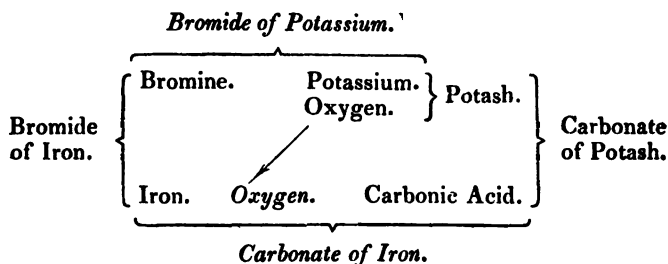 Bromide of Potassium.
Bromine. Potassium.
Oxygen. Potash.
Bromide of Iron.
Carbonate of Potash.
Iron. Oxygen. Carbonic Acid.
Carbonate of Iron.